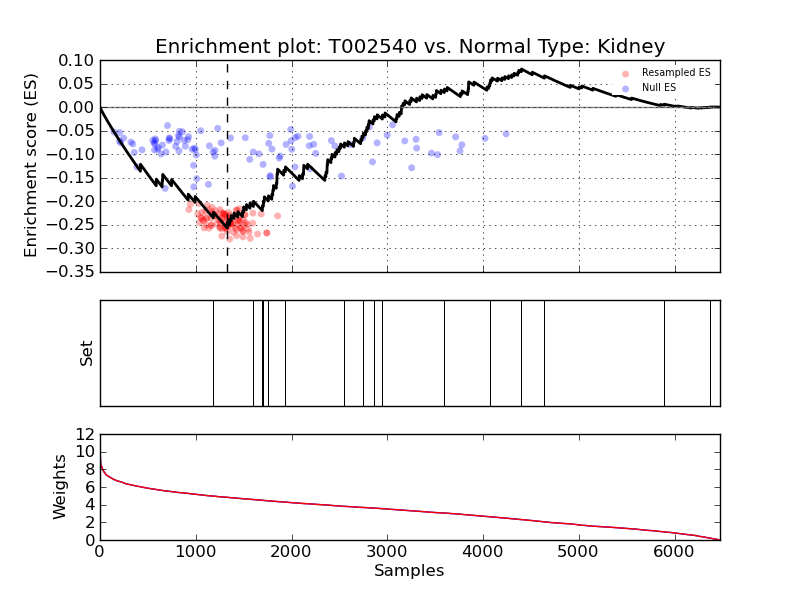 Enrichment plot: T002540 vs. Normal Type: Kidney
Enrichment score (ES)
0.10
0.05
0.00
−0.05
−0.10
−0.15
−0.20
−0.25
−0.30
−0.35
Resampled ES
Null ES
Set
Weights
12
10
8
6
4
2
0
0 1000 2000 3000 4000 5000 6000
Samples